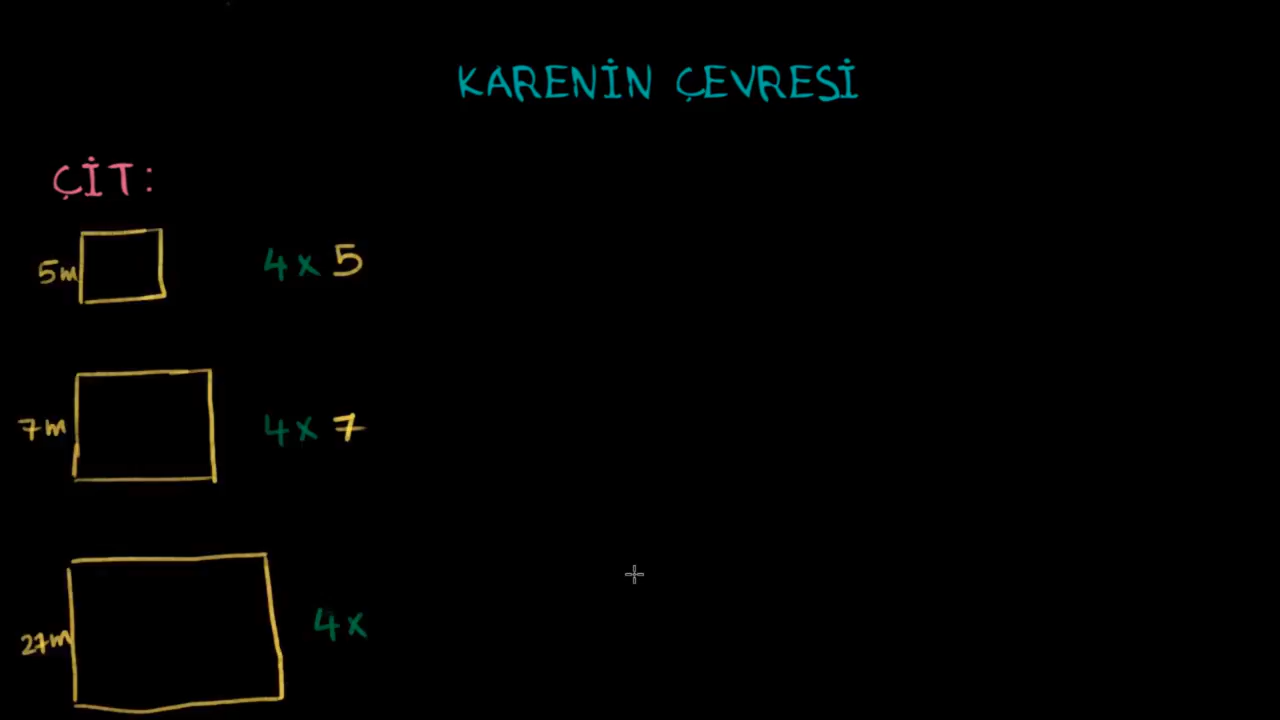 KARENİN ÇEVRESİ
ÇİT:
5m 4 x 5
7m 4 x 7
27m 4 x